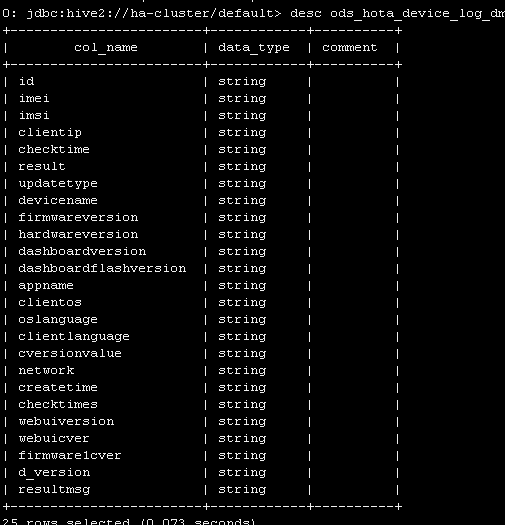 0: jdbc:hive2://ha-cluster/default> desc ods_hota_device_log_dm
+----------------------+------------+----------+
| col_name | data_type | comment |
+----------------------+------------+----------+
| id | string | |
| imei | string | |
| imsi | string | |
| clientip | string | |
| checktime | string | |
| result | string | |
| updatetype | string | |
| devicename | string | |
| firmwareversion | string | |
| hardwareversion | string | |
| dashboardversion | string | |
| dashboardflashversion | string | |
| appname | string | |
| clientos | string | |
| oslanguage | string | |
| clientlanguage | string | |
| cversionvalue | string | |
| network | string | |
| createtime | string | |
| checktimes | string | |
| webuiversion | string | |
| webuicver | string | |
| firmware1cver | string | |
| d_version | string | |
| resultmsg | string | |
+----------------------+------------+----------+
25 rows selected (0.073 seconds)